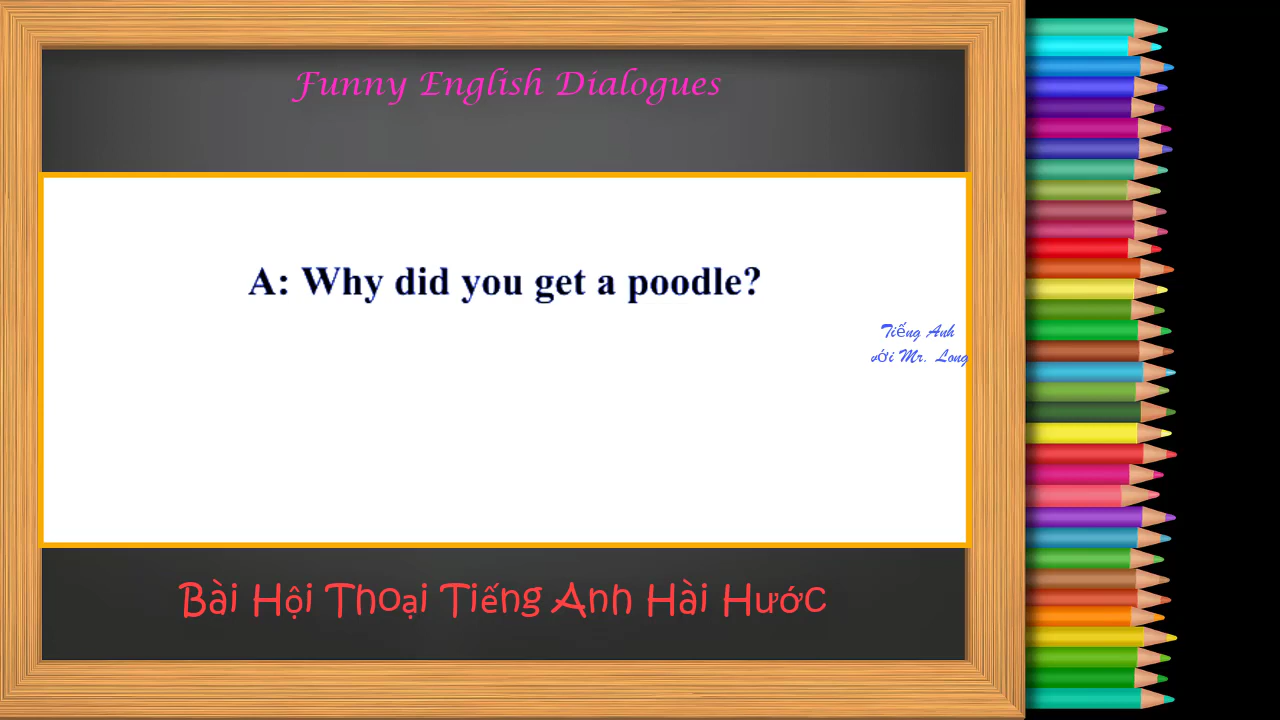 Funny English Dialogues
A: Why did you get a poodle?
Tiếng Anh
với Mr. Long
Bài Hội Thoại Tiếng Anh Hài Hước